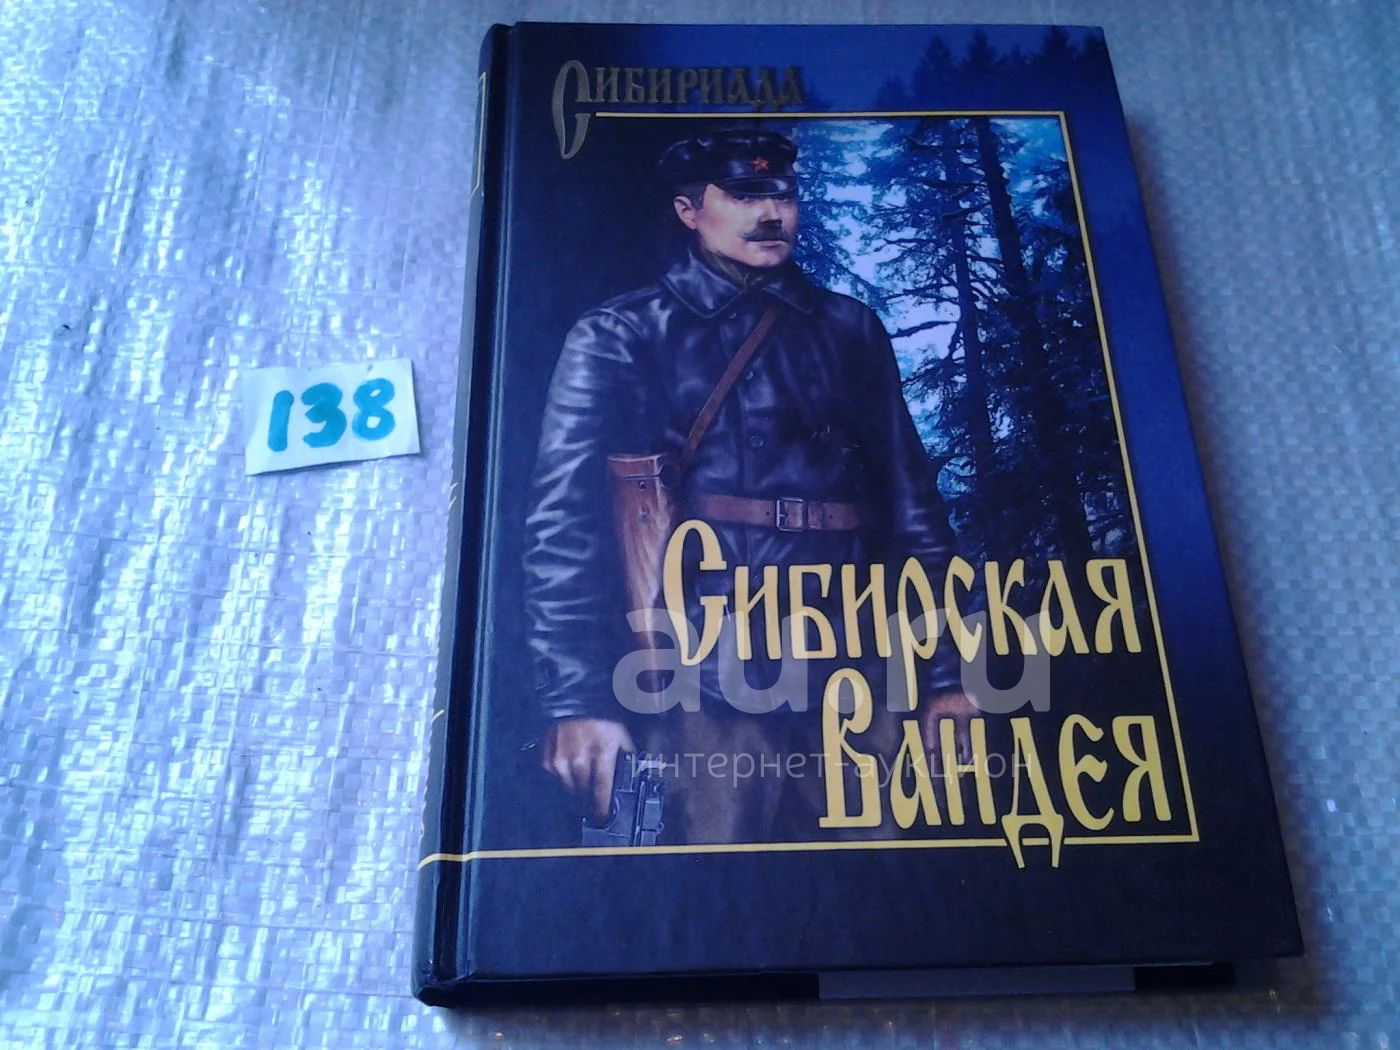 Сибириада
138
Сибирская
Вандея
au.ru
интернет-аукцион